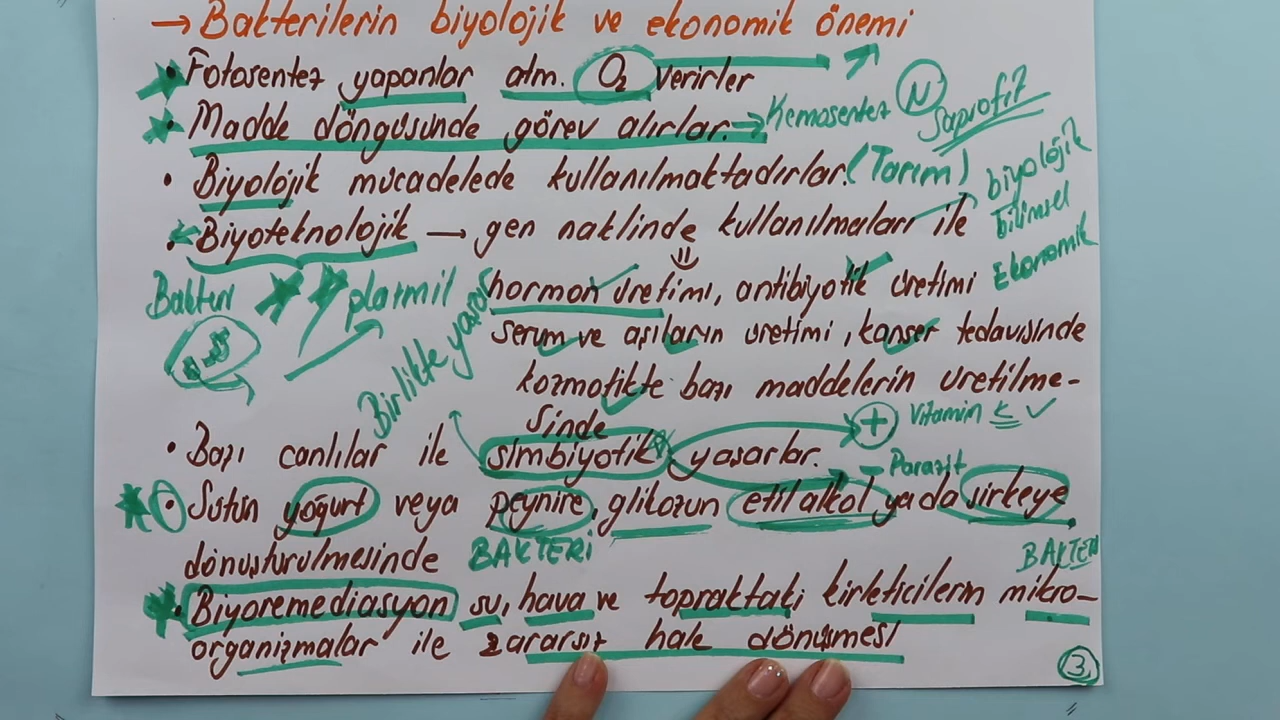 → Bakterilerin biyolojik ve ekonomik önemi
• Fotosentez yapanlar atm. O₂ verirler
• Madde döngüsünde görev alırlar. → Kemosentez N Saprofit
• Biyolojik mücadelede kullanılmaktadırlar. (Tarım) biyolojik
• Biyoteknolojik → gen naklinde kullanılmaları ile bilimsel
Ekonomik
Bakteri plazmit hormon üretimi, antibiyotik üretimi
serum ve aşıların üretimi, kanser tedavisinde
Birlikte yaşar
kozmotikte bazı maddelerin üretilme-
sinde + Vitamin K ✓
• Bazı canlılar ile simbiyotik yaşarlar. – Parazit
• Sütün yoğurt veya peynire, glikozun etil alkol ya da sirkeye
dönüştürülmesinde BAKTERİ BAKTERİ
• Biyoremediasyon su, hava ve topraktaki kirleticilerin mikro-
organizmalar ile zararsız hale dönüşmesi
3